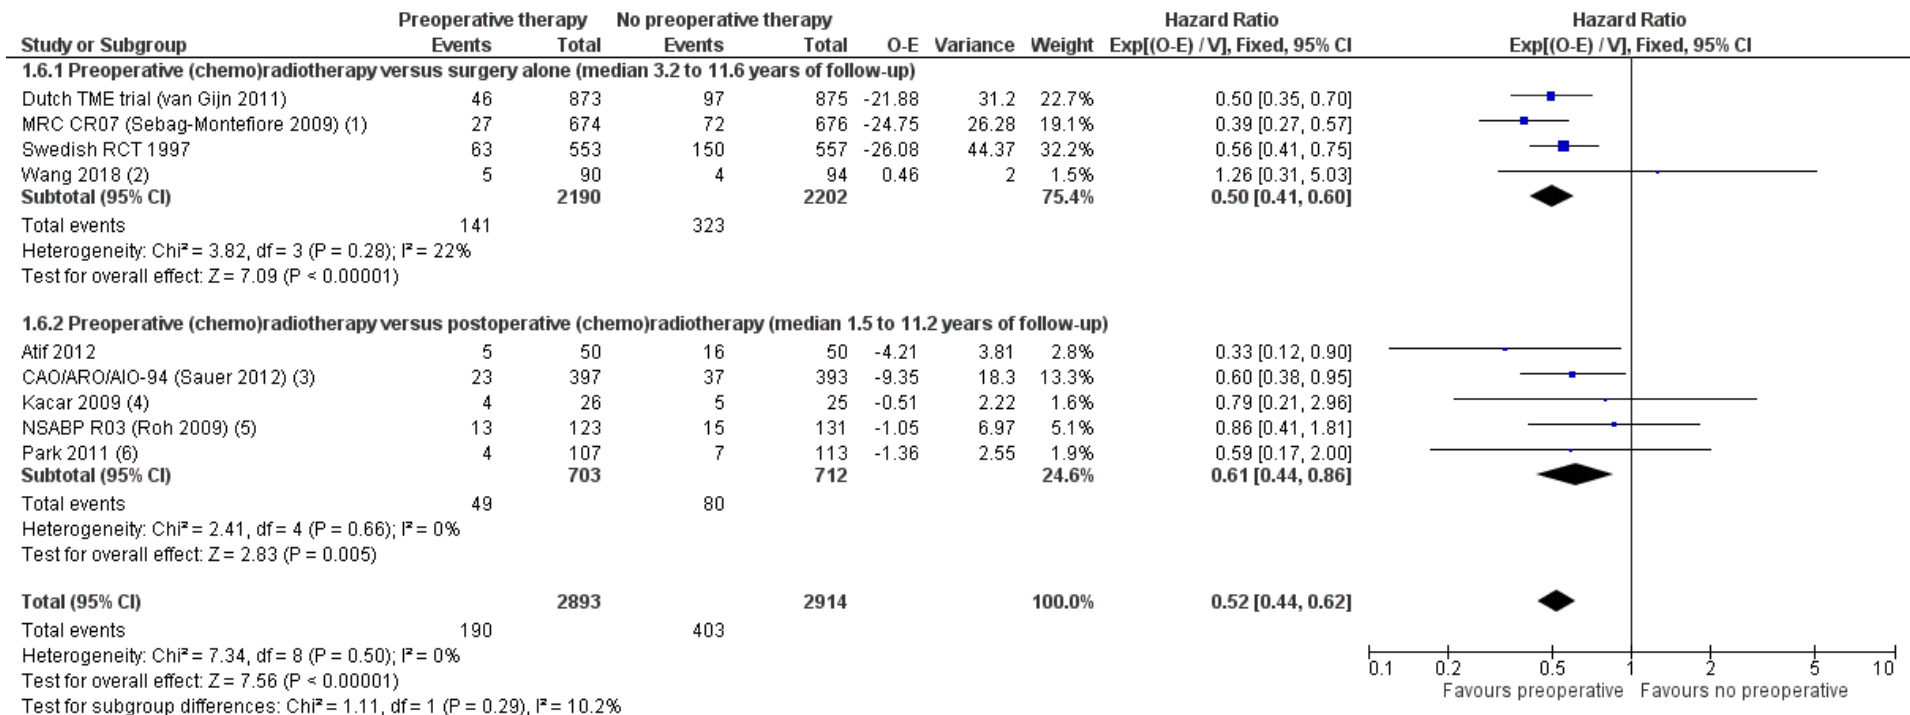 Preoperative therapy No preoperative therapy Hazard Ratio Hazard Ratio
Study or Subgroup Events Total Events Total O-E Variance Weight Exp[(O-E) / V], Fixed, 95% CI Exp[(O-E) / V], Fixed, 95% CI
1.6.1 Preoperative (chemo)radiotherapy versus surgery alone (median 3.2 to 11.6 years of follow-up)
Dutch TME trial (van Gijn 2011) 46 873 97 875 -21.88 31.2 22.7% 0.50 [0.35, 0.70]
MRC CR07 (Sebag-Montefiore 2009) (1) 27 674 72 676 -24.75 26.28 19.1% 0.39 [0.27, 0.57]
Swedish RCT 1997 63 553 150 557 -26.08 44.37 32.2% 0.56 [0.41, 0.75]
Wang 2018 (2) 5 90 4 94 0.46 2 1.5% 1.26 [0.31, 5.03]
Subtotal (95% CI) 2190 2202 75.4% 0.50 [0.41, 0.60]
Total events 141 323
Heterogeneity: Chi² = 3.82, df = 3 (P = 0.28); I² = 22%
Test for overall effect: Z = 7.09 (P < 0.00001)
1.6.2 Preoperative (chemo)radiotherapy versus postoperative (chemo)radiotherapy (median 1.5 to 11.2 years of follow-up)
Atif 2012 5 50 16 50 -4.21 3.81 2.8% 0.33 [0.12, 0.90]
CAO/ARO/AIO-94 (Sauer 2012) (3) 23 397 37 393 -9.35 18.3 13.3% 0.60 [0.38, 0.95]
Kacar 2009 (4) 4 26 5 25 -0.51 2.22 1.6% 0.79 [0.21, 2.96]
NSABP R03 (Roh 2009) (5) 13 123 15 131 -1.05 6.97 5.1% 0.86 [0.41, 1.81]
Park 2011 (6) 4 107 7 113 -1.36 2.55 1.9% 0.59 [0.17, 2.00]
Subtotal (95% CI) 703 712 24.6% 0.61 [0.44, 0.86]
Total events 49 80
Heterogeneity: Chi² = 2.41, df = 4 (P = 0.66); I² = 0%
Test for overall effect: Z = 2.83 (P = 0.005)
Total (95% CI) 2893 2914 100.0% 0.52 [0.44, 0.62]
Total events 190 403
Heterogeneity: Chi² = 7.34, df = 8 (P = 0.50); I² = 0%
Test for overall effect: Z = 7.56 (P < 0.00001)
Test for subgroup differences: Chi² = 1.11, df = 1 (P = 0.29), I² = 10.2%
0.1 0.2 0.5 1 2 5 10
Favours preoperative Favours no preoperative